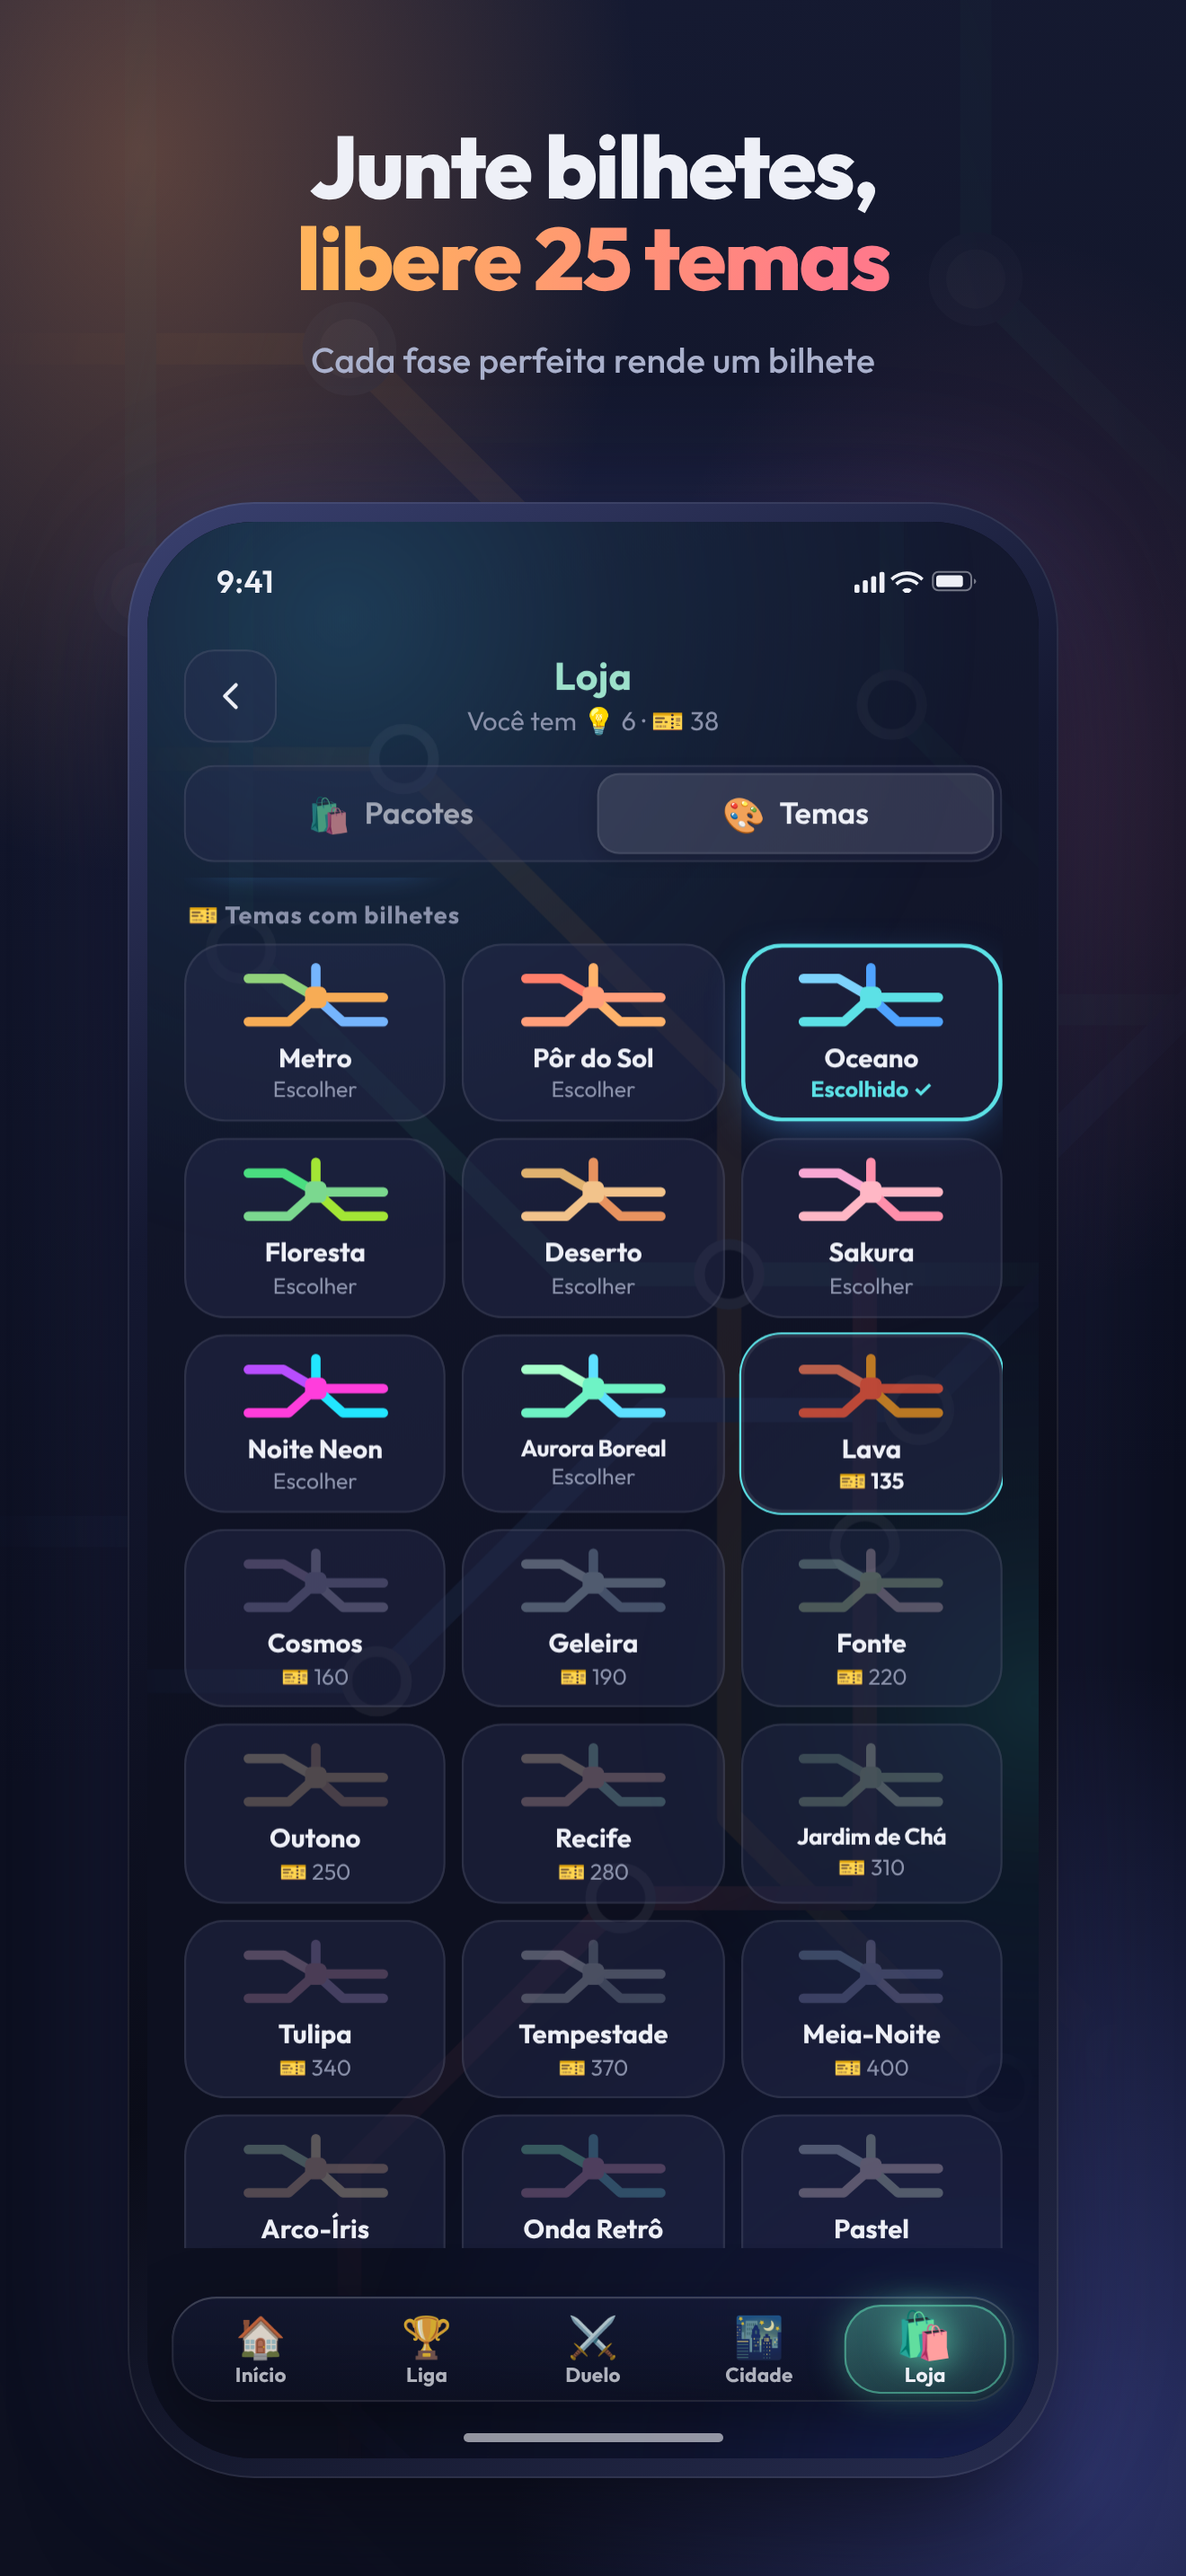 Junte bilhetes,
libere 25 temas
Cada fase perfeita rende um bilhete
9:41
Loja
Você tem 💡 6 · 🎫 38
🛍️ Pacotes
🎨 Temas
🎫 Temas com bilhetes
Metro
Escolher
Pôr do Sol
Escolher
Oceano
Escolhido ✓
Floresta
Escolher
Deserto
Escolher
Sakura
Escolher
Noite Neon
Escolher
Aurora Boreal
Escolher
Lava
🎫 135
Cosmos
🎫 160
Geleira
🎫 190
Fonte
🎫 220
Outono
🎫 250
Recife
🎫 280
Jardim de Chá
🎫 310
Tulipa
🎫 340
Tempestade
🎫 370
Meia-Noite
🎫 400
Arco-Íris
Onda Retrô
Pastel
Início
Liga
Duelo
Cidade
Loja